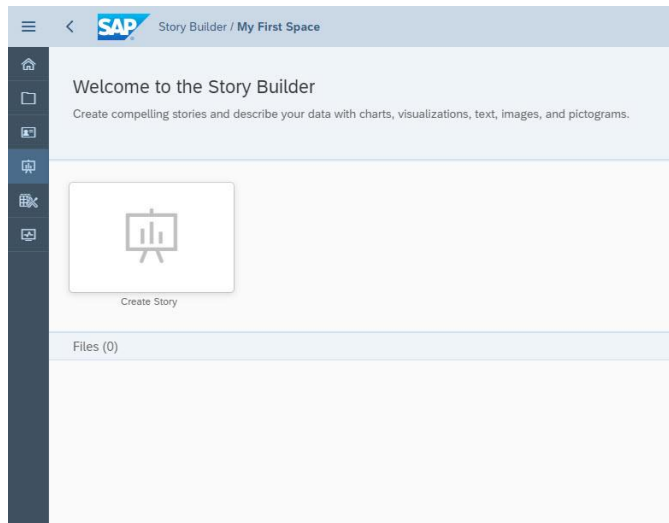 SAP Story Builder / My First Space
Welcome to the Story Builder
Create compelling stories and describe your data with charts, visualizations, text, images, and pictograms.
Create Story
Files (0)